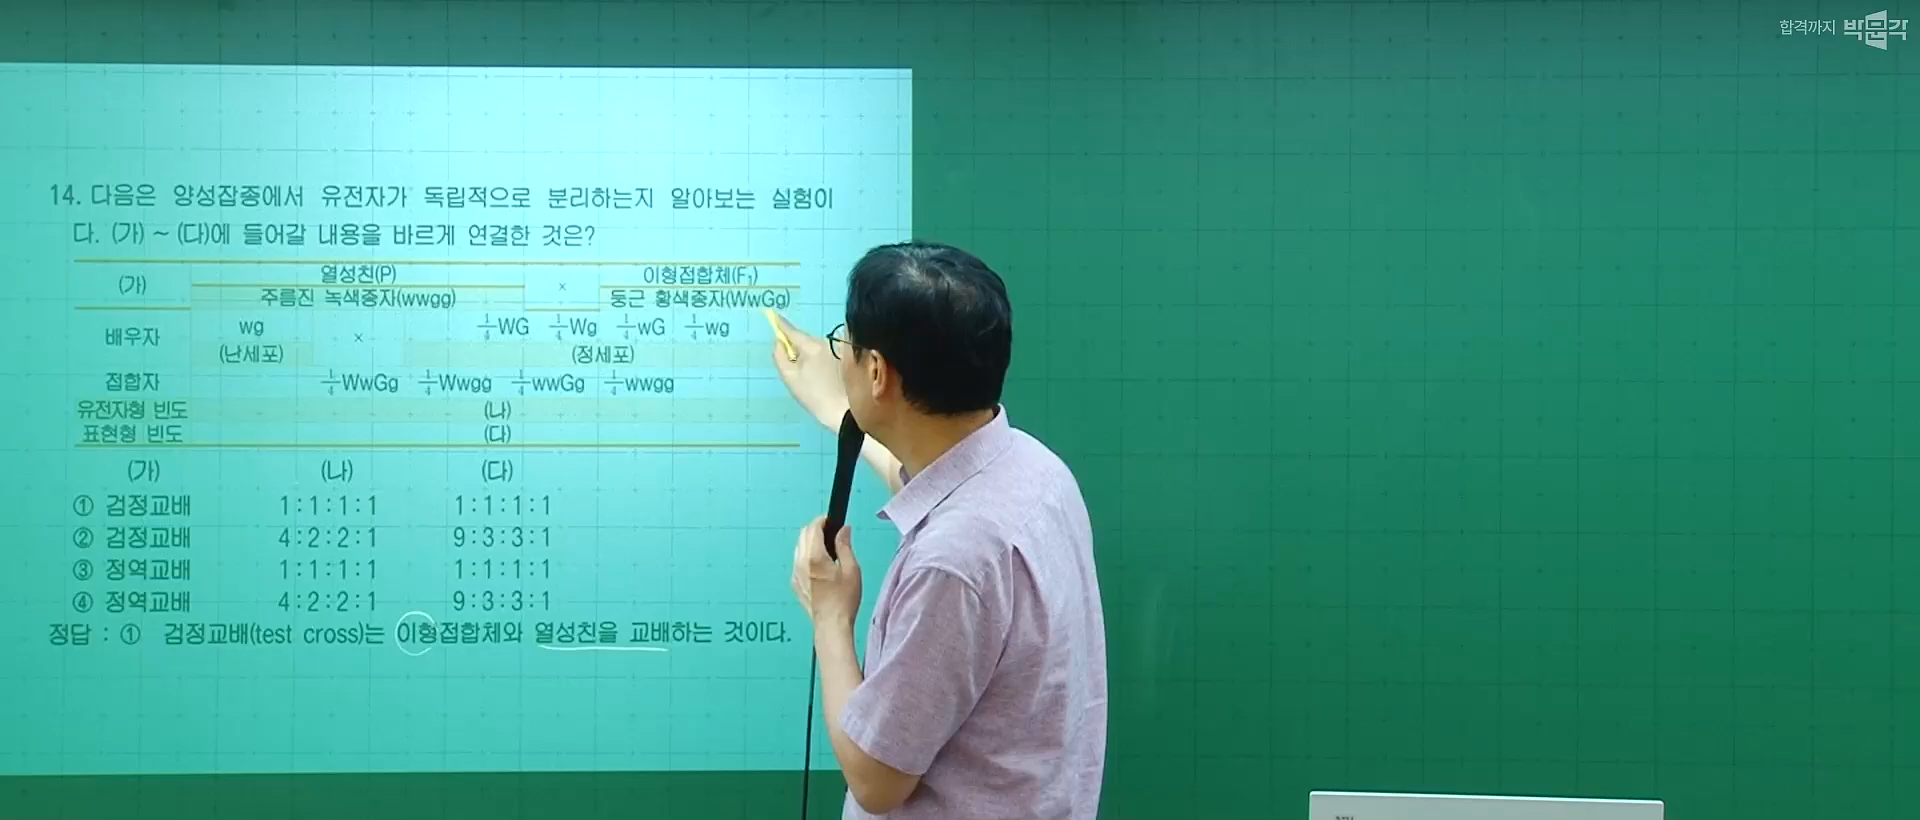 합격까지 박문각
14. 다음은 양성잡종에서 유전자가 독립적으로 분리하는지 알아보는 실험이
다. (가) ~ (다)에 들어갈 내용을 바르게 연결한 것은?
(가) 열성친(P) × 이형접합체(F₁)
주름진 녹색종자(wwgg) 둥근 황색종자(WwGg)
배우자 wg × 1/4WG 1/4Wg 1/4wG 1/4wg
(난세포) (정세포)
접합자 1/4WwGg 1/4Wwgg 1/4wwGg 1/4wwgg
유전자형 빈도 (나)
표현형 빈도 (다)
(가) (나) (다)
① 검정교배 1:1:1:1 1:1:1:1
② 검정교배 4:2:2:1 9:3:3:1
③ 정역교배 1:1:1:1 1:1:1:1
④ 정역교배 4:2:2:1 9:3:3:1
정답 : ① 검정교배(test cross)는 이형접합체와 열성친을 교배하는 것이다.